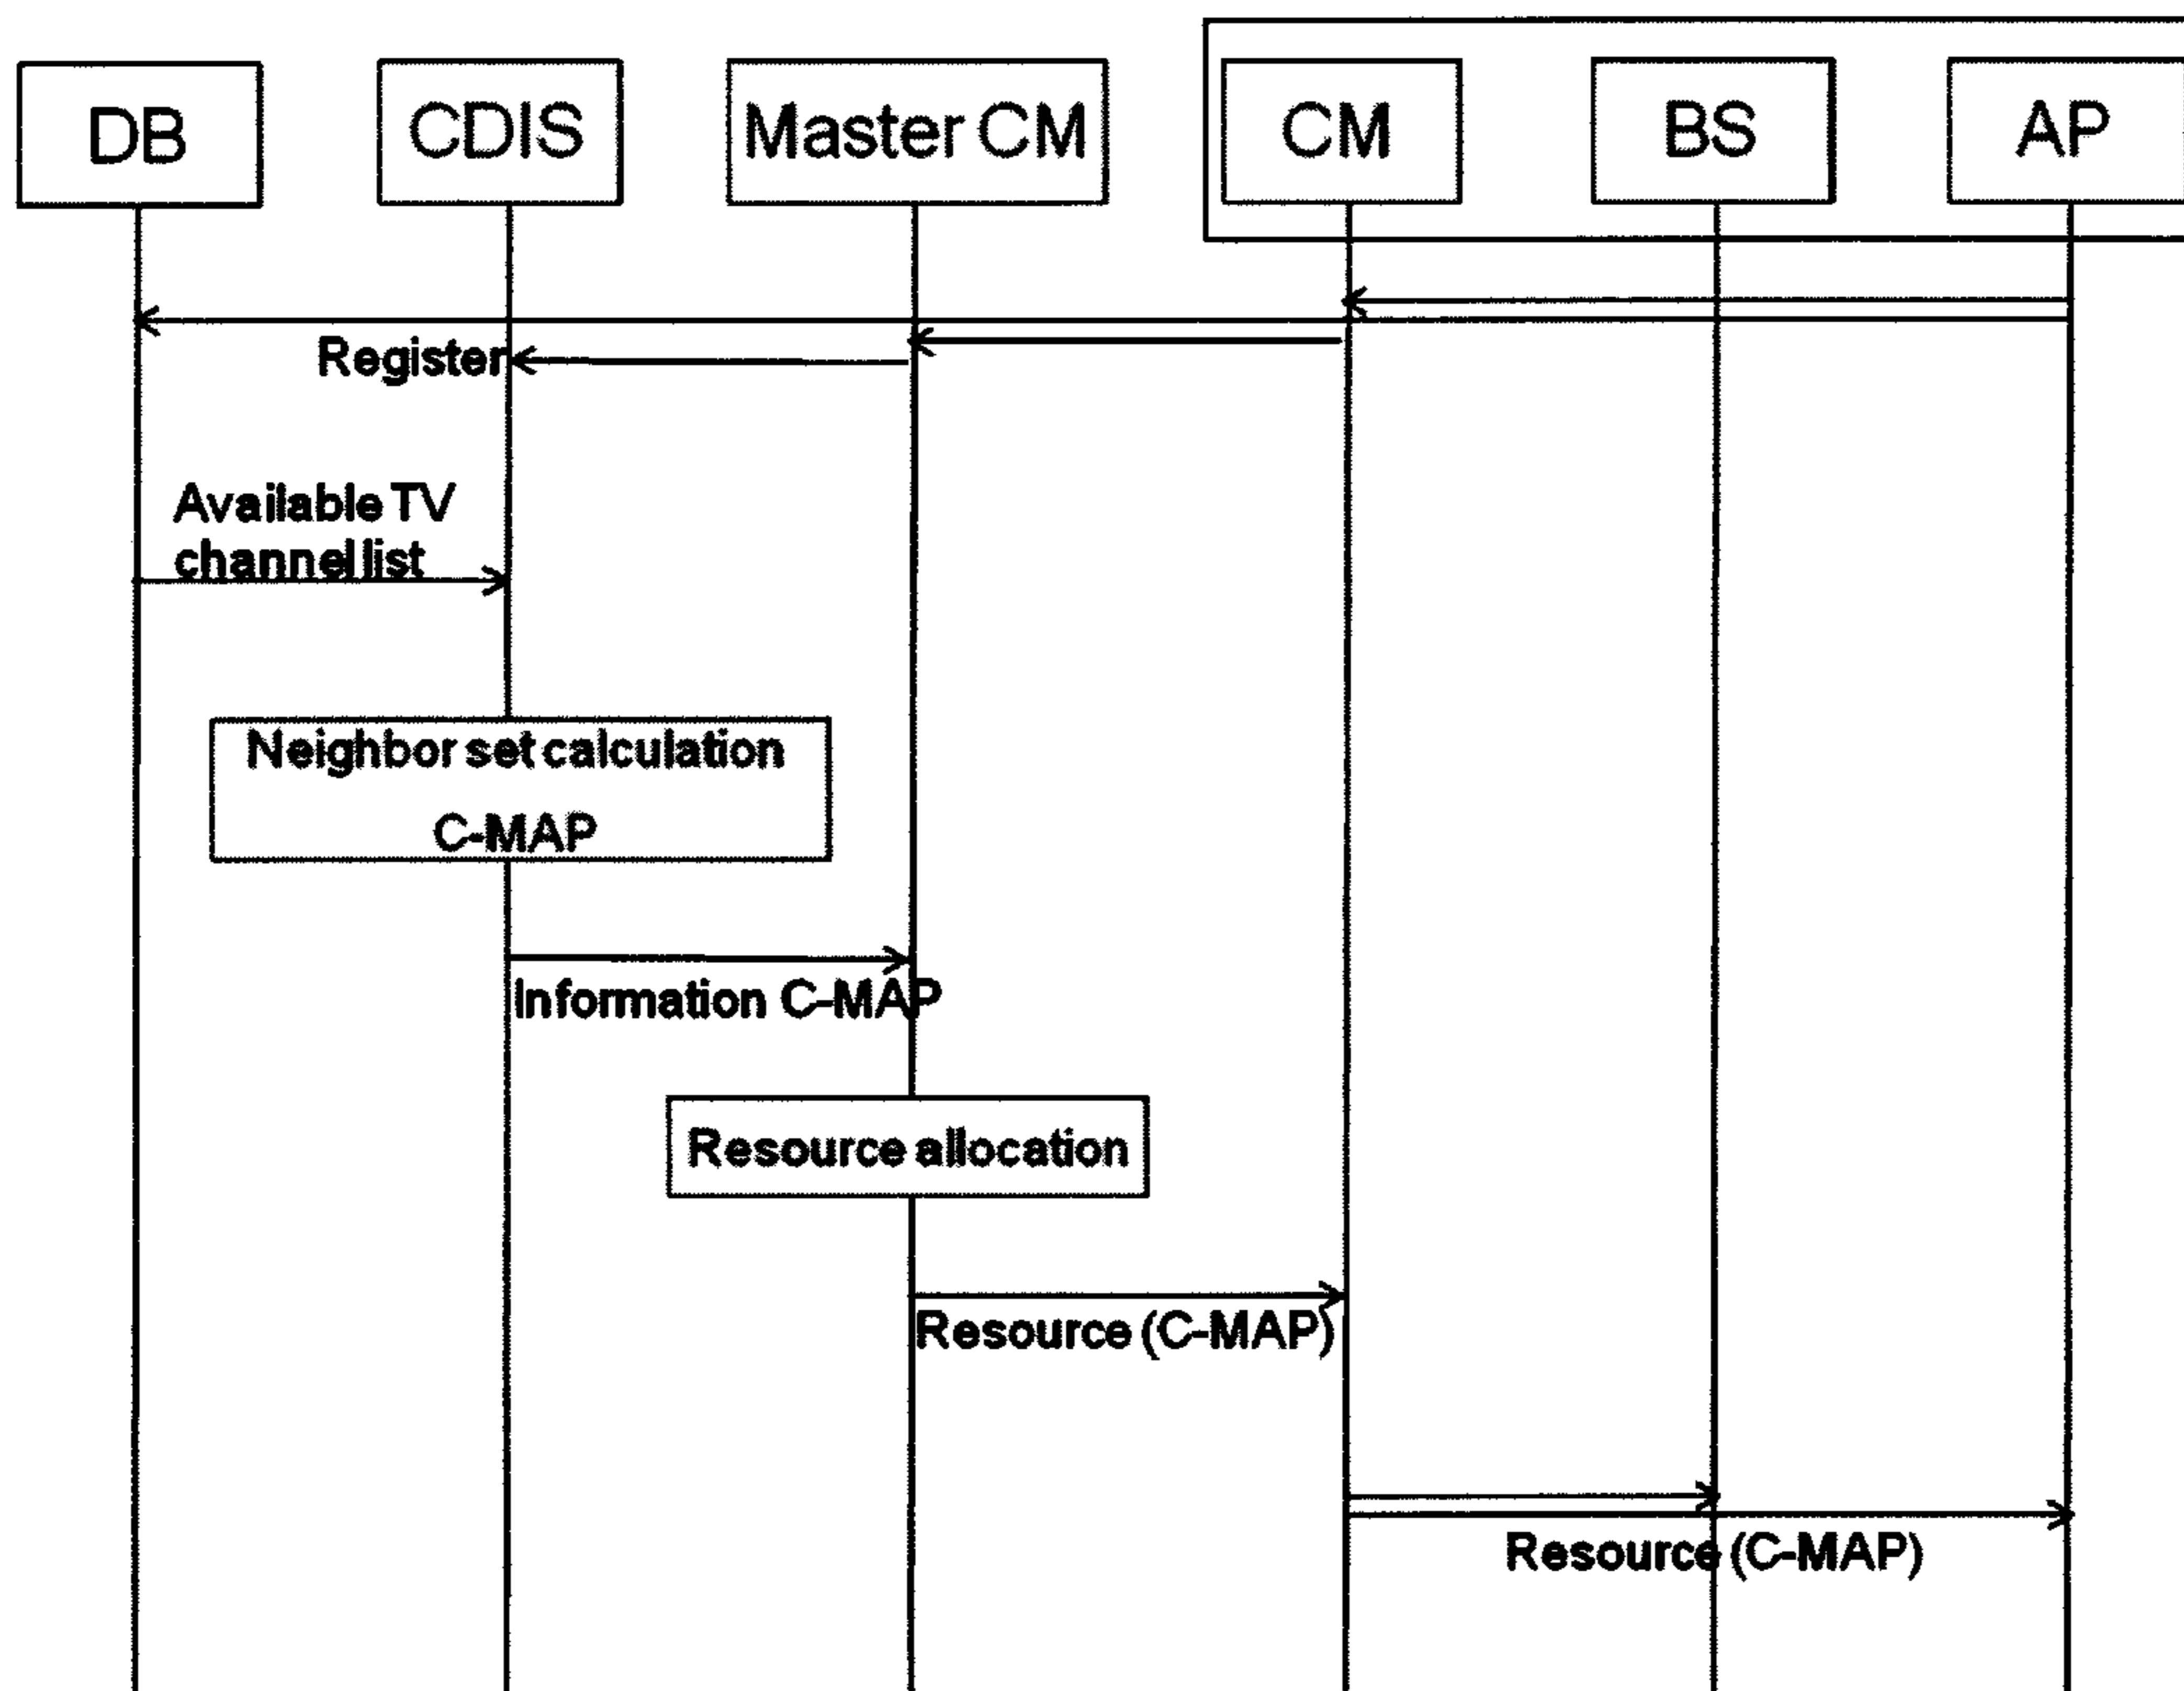 DB
CDIS
Master CM
CM
BS
AP
Register
Available TV
channel list
Neighbor set calculation
C-MAP
Information C-MAP
Resource allocation
Resource (C-MAP)
Resource (C-MAP)